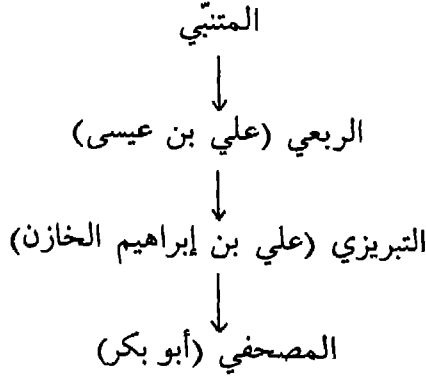 المتنبّي
الربعي (علي بن عيسى)
التبريزي (علي بن إبراهيم الخازن)
المصحفي (أبو بكر)